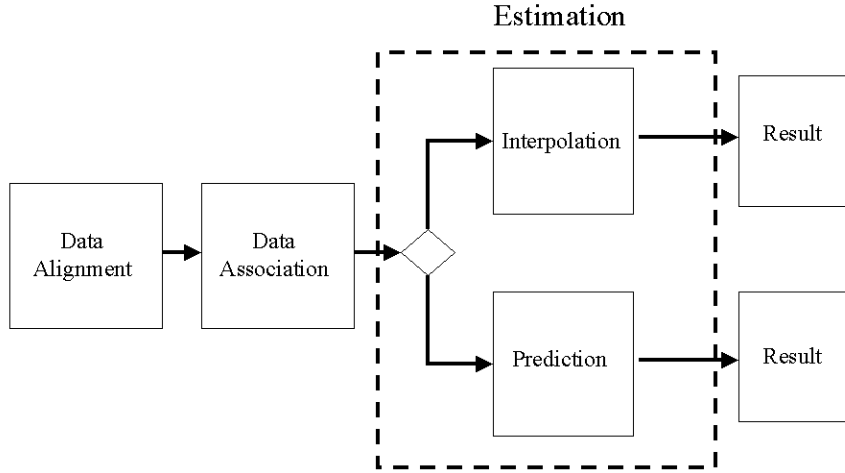 Estimation
Interpolation
Result
Data
Alignment
Data
Association
Prediction
Result